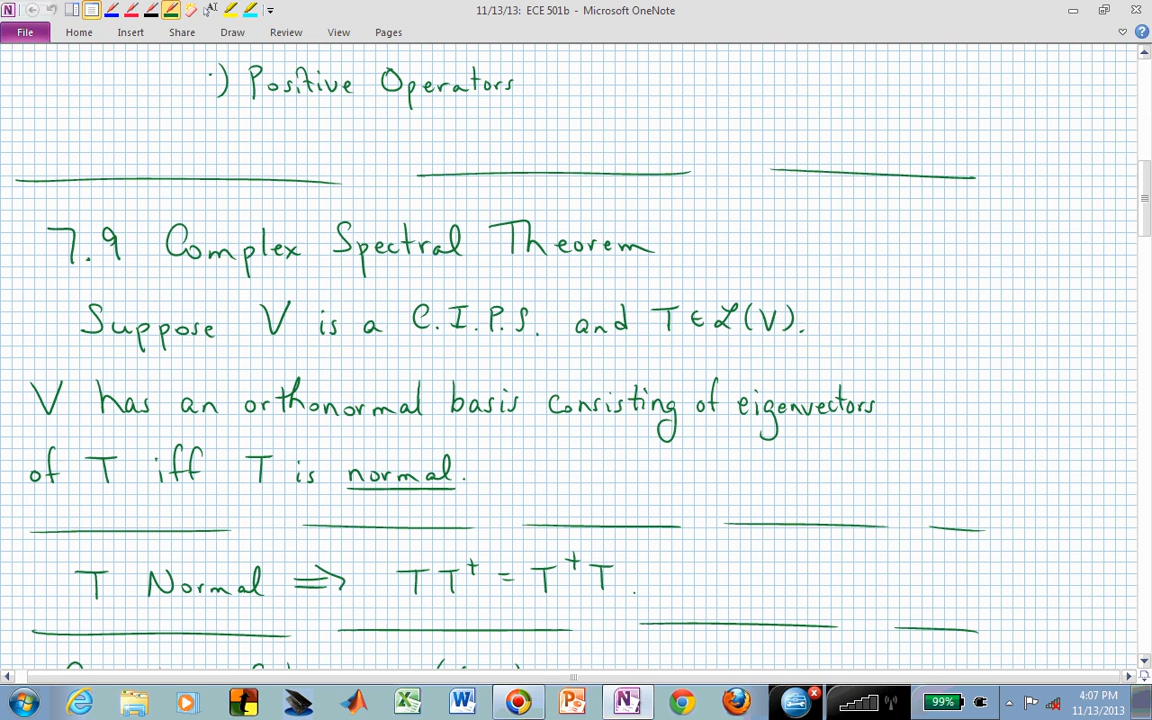 11/13/13: ECE 501b - Microsoft OneNote
File Home Insert Share Draw Review View Pages
:) Positive Operators
7.9 Complex Spectral Theorem
Suppose V is a C.I.P.S. and T ∈ ℒ(V).
V has an orthonormal basis consisting of eigenvectors
of T iff T is normal.
T Normal ⇒ T T† = T† T.
99%
4:07 PM
11/13/2013